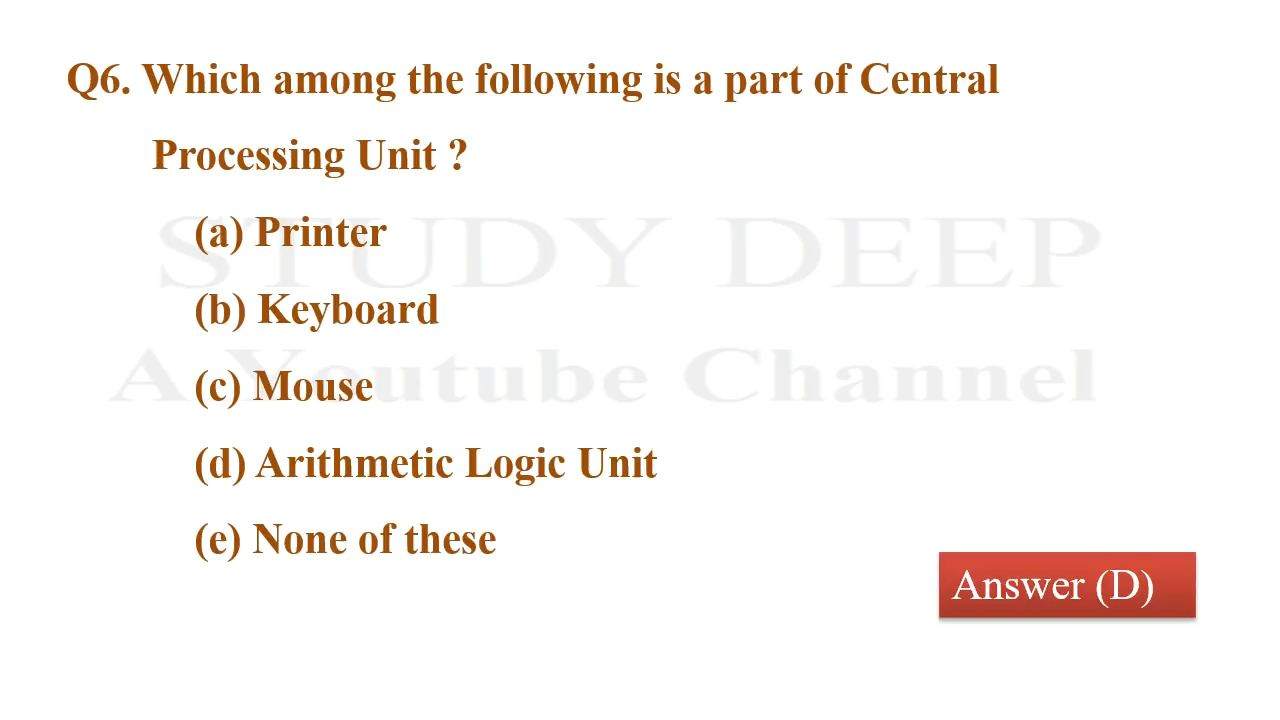 Q6. Which among the following is a part of Central
Processing Unit ?
(a) Printer
STUDY DEEP
(b) Keyboard
A Youtube Channel
(c) Mouse
(d) Arithmetic Logic Unit
(e) None of these
Answer (D)